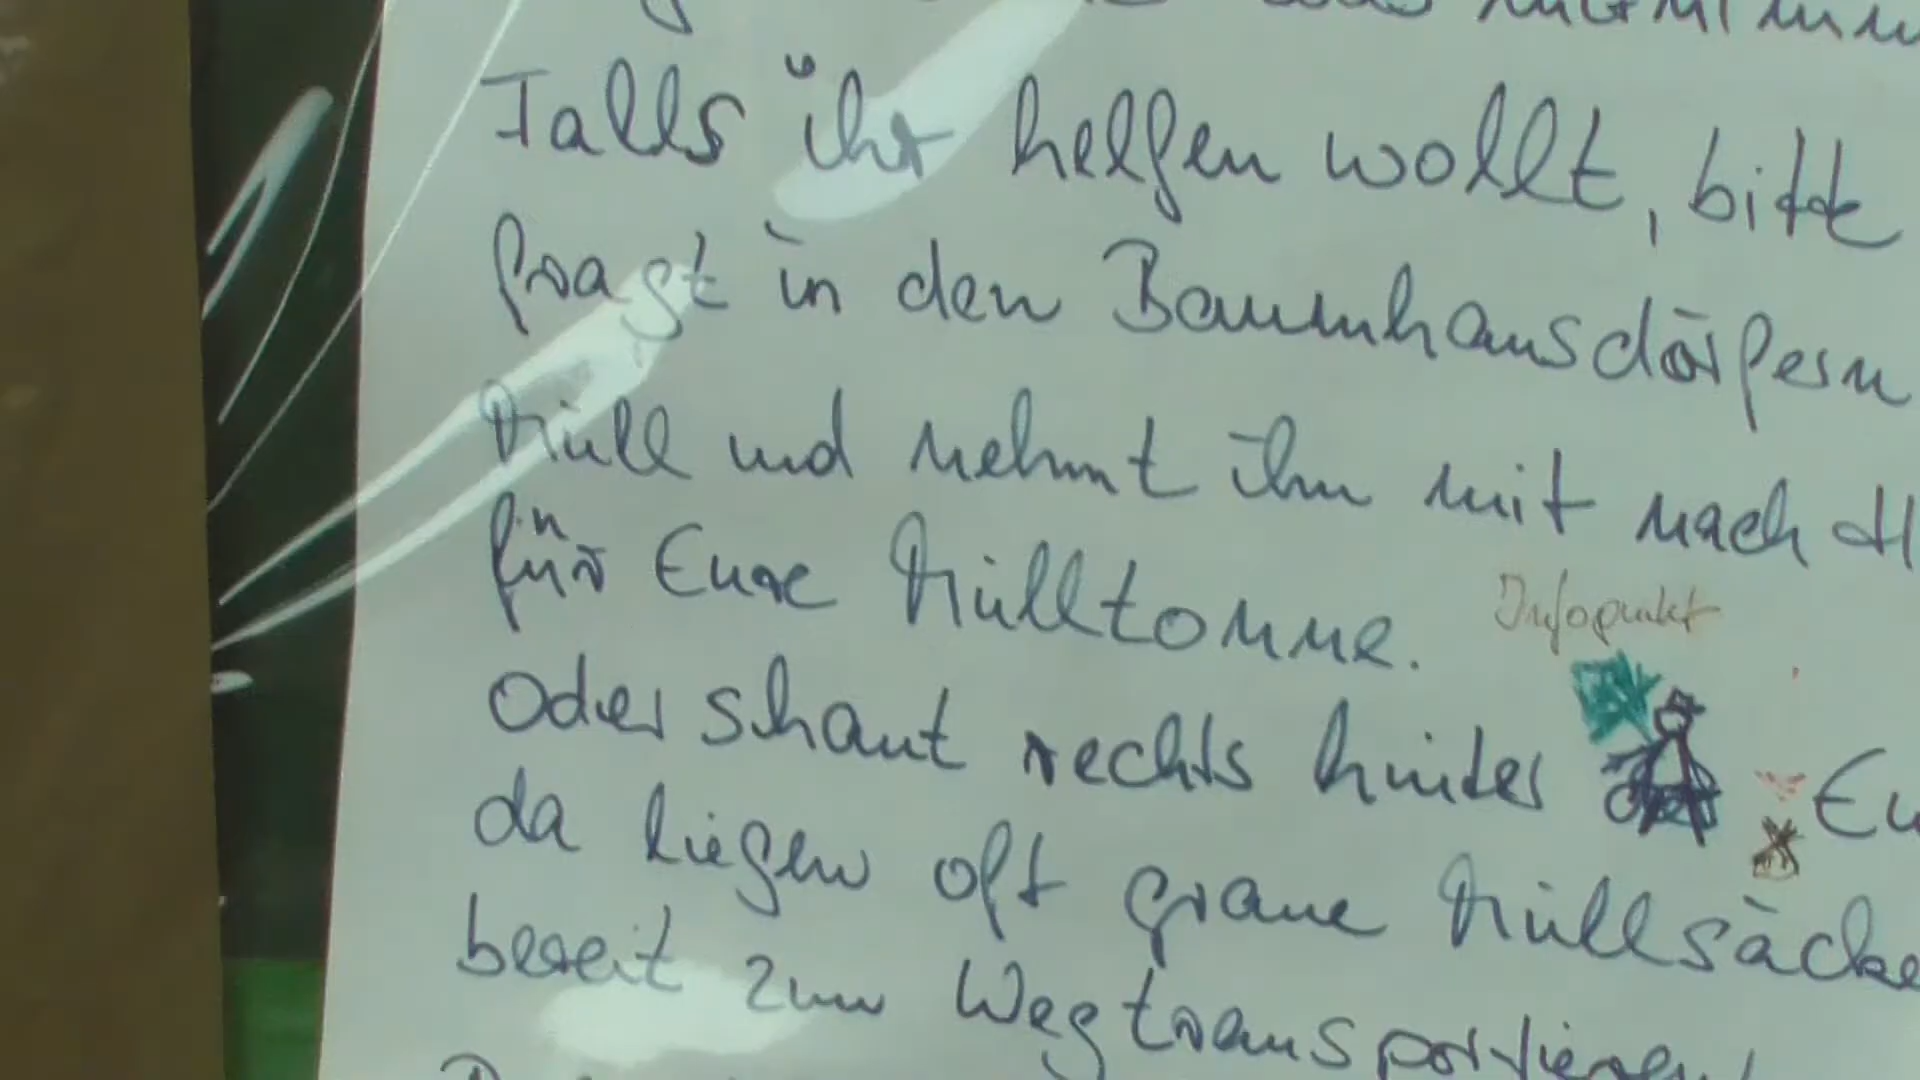 Falls ihr helfen wollt, bitte
fragt in den Baumhausdörfern
Müll und nehmt ihn mit nach
für Eure Mülltonne.
Infopunkt
Oder schaut rechts hinter
da liegen oft graue Müllsäcke
bereit zum Wegtransportieren!